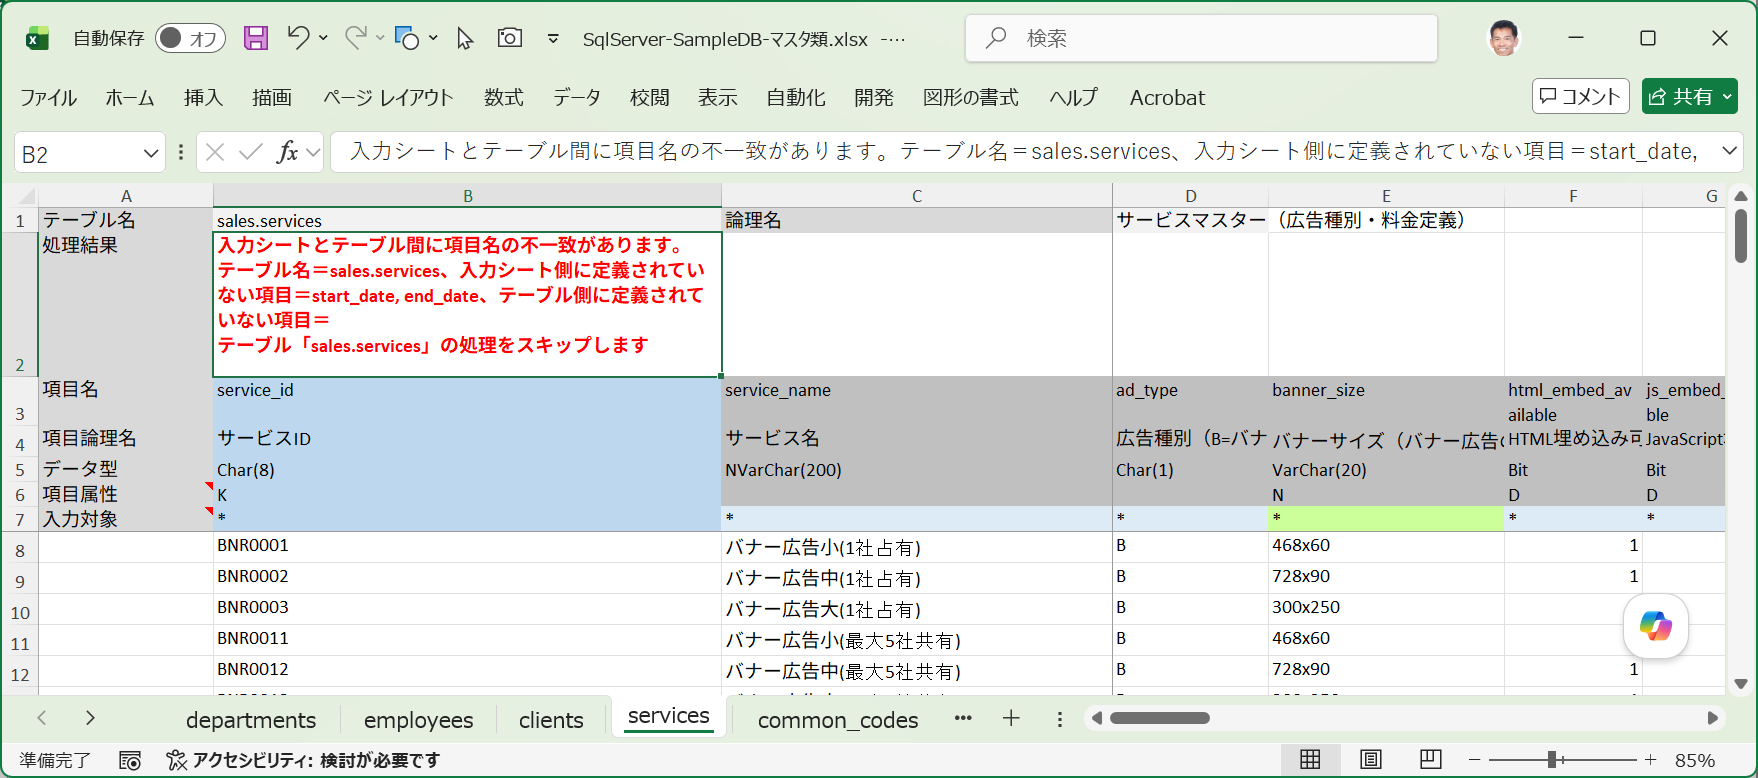 自動保存 オフ SqlServer-SampleDB-マスタ類.xlsx -… 検索
ファイル ホーム 挿入 描画 ページ レイアウト 数式 データ 校閲 表示 自動化 開発 図形の書式 ヘルプ Acrobat コメント 共有
B2 fx 入力シートとテーブル間に項目名の不一致があります。テーブル名＝sales.services、入力シート側に定義されていない項目＝start_date,
A B C D E F G
1 テーブル名 sales.services 論理名 サービスマスター（広告種別・料金定義）
2 処理結果 入力シートとテーブル間に項目名の不一致があります。
テーブル名＝sales.services、入力シート側に定義されてい
ない項目＝start_date, end_date、テーブル側に定義されて
いない項目＝
テーブル「sales.services」の処理をスキップします
3 項目名 service_id service_name ad_type banner_size html_embed_av js_embed_
ailable ble
4 項目論理名 サービスID サービス名 広告種別（B=バナ バナーサイズ（バナー広告の HTML埋め込み可 JavaScript
5 データ型 Char(8) NVarChar(200) Char(1) VarChar(20) Bit Bit
6 項目属性 K N D D
7 入力対象 * * * * * *
8 BNR0001 バナー広告小(1社占有) B 468x60 1
9 BNR0002 バナー広告中(1社占有) B 728x90 1
10 BNR0003 バナー広告大(1社占有) B 300x250
11 BNR0011 バナー広告小(最大5社共有) B 468x60
12 BNR0012 バナー広告中(最大5社共有) B 728x90 1
departments employees clients services common_codes … +
準備完了 アクセシビリティ: 検討が必要です − + 85%